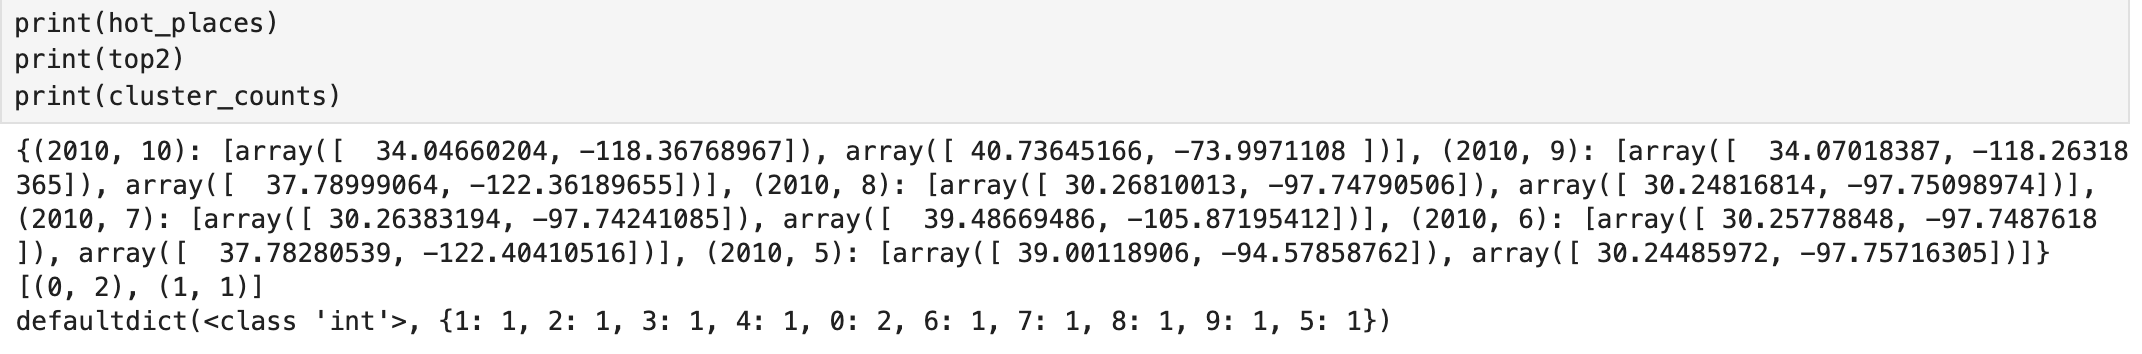 print(hot_places)
print(top2)
print(cluster_counts)
{(2010, 10): [array([  34.04660204, -118.36768967]), array([ 40.73645166, -73.9971108 ])], (2010, 9): [array([  34.07018387, -118.26318
365]), array([  37.78999064, -122.36189655])], (2010, 8): [array([ 30.26810013, -97.74790506]), array([ 30.24816814, -97.75098974])],
(2010, 7): [array([ 30.26383194, -97.74241085]), array([  39.48669486, -105.87195412])], (2010, 6): [array([ 30.25778848, -97.7487618
]), array([  37.78280539, -122.40410516])], (2010, 5): [array([ 39.00118906, -94.57858762]), array([ 30.24485972, -97.75716305])]}
[(0, 2), (1, 1)]
defaultdict(<class 'int'>, {1: 1, 2: 1, 3: 1, 4: 1, 0: 2, 6: 1, 7: 1, 8: 1, 9: 1, 5: 1})